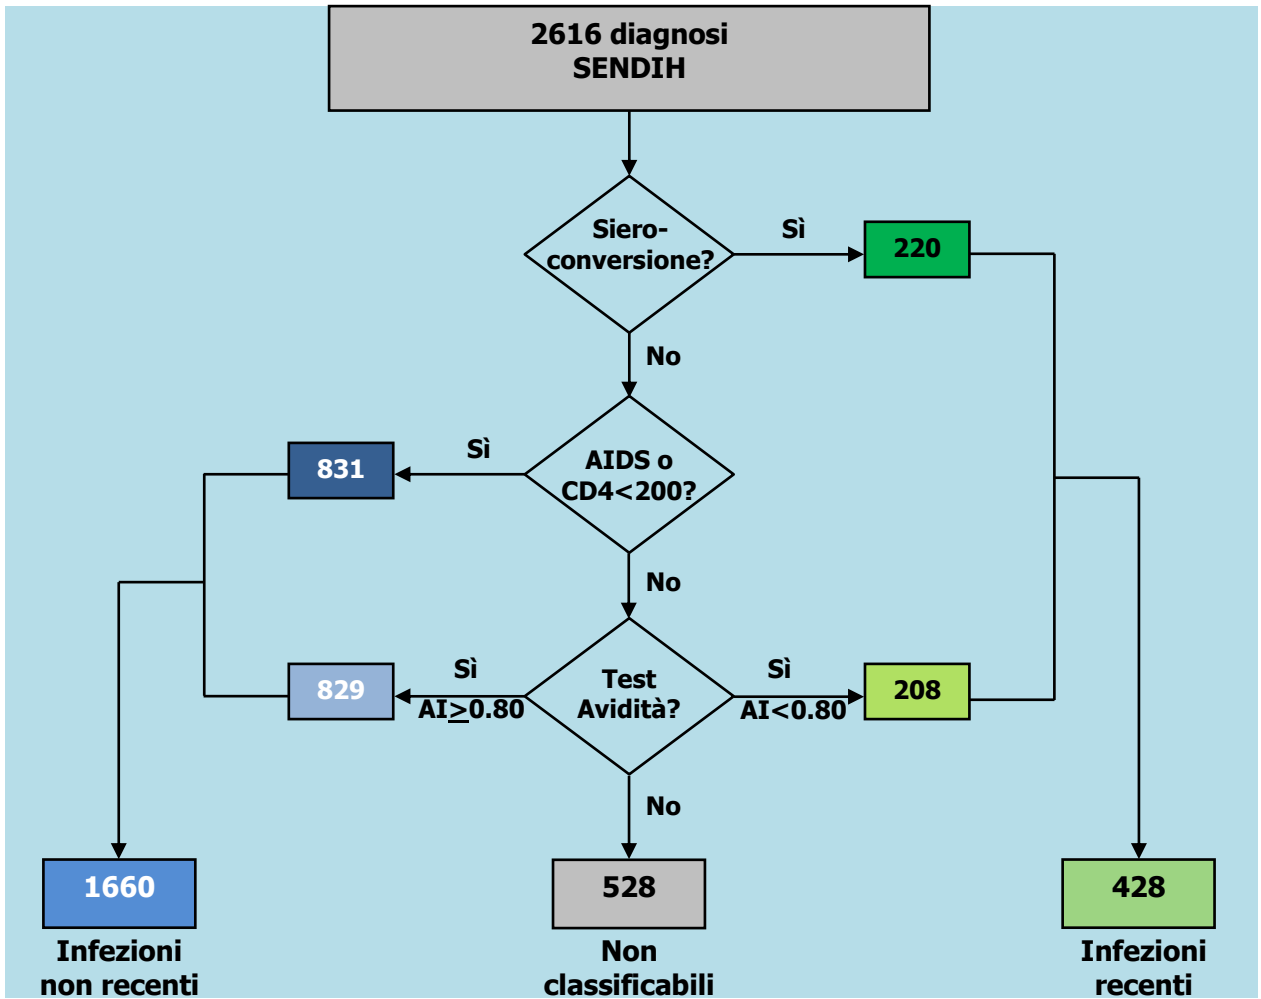 2616 diagnosi
SENDIH
Siero-
conversione?
Sì
220
No
AIDS o
CD4<200?
Sì
831
No
Test
Avidità?
Sì
AI≥0.80
829
Sì
AI<0.80
208
No
1660
528
428
Infezioni
non recenti
Non
classificabili
Infezioni
recenti